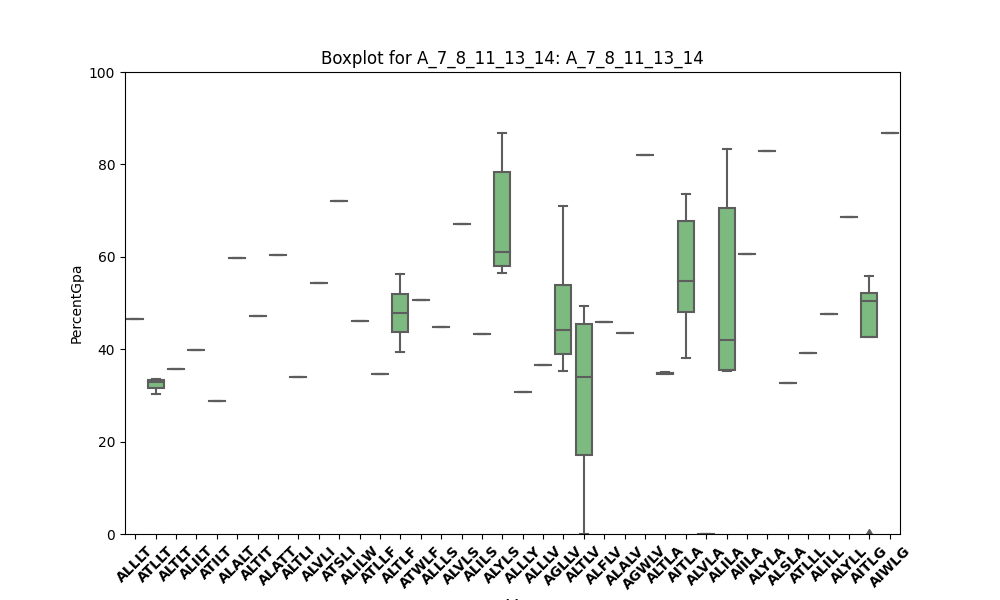 Boxplot for A_7_8_11_13_14: A_7_8_11_13_14
PercentGpa
100
80
60
40
20
0
ALLLT ATLLT ALTLT ALILT ATILT ALALT ALTIT ALATT ALTLI ALVLI ATSLI ALILW ATLLF ALTLF ATWLF ALLLS ALVLS ALILS ALYLS ALLLY ALLLV AGLLV ALTLV ALFLV ALALV AGWLV ALTLA AITLA ALVLA ALILA AIILA ALYLA ALSLA ATLLL ALILL ALYLL AITLG AIWLG